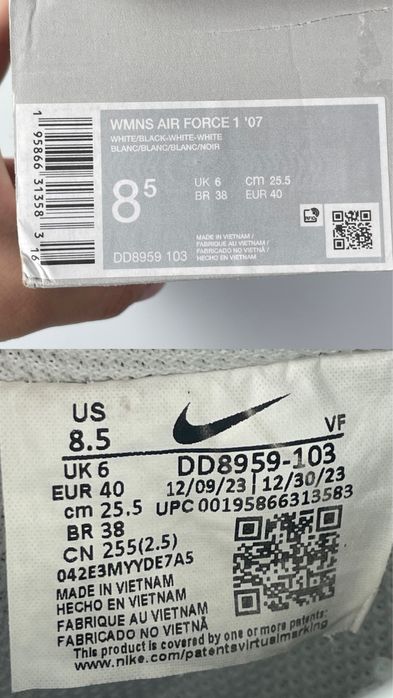 WMNS AIR FORCE 1 '07
WHITE/BLACK-WHITE-WHITE
BLANC/BLANC/BLANC/NOIR
8⁵
UK 6 cm 25.5
BR 38 EUR 40
MADE IN VIETNAM /
FABRIQUE AU VIETNAM /
FABRICADO NO VIETNÃ /
HECHO EN VIETNAM
DD8959 103
1 95866 31358 3 16
US
8.5
VF
UK 6
DD8959-103
EUR 40
12/09/23 | 12/30/23
cm 25.5
UPC 00195866313583
BR 38
CN 255(2.5)
042E3MYYDE7A5
MADE IN VIETNAM
HECHO EN VIETNAM
FABRIQUE AU VIETNAM
FABRICADO NO VIETNÃ
This product is covered by one or more patents:
www.nike.com/patentsvirtualmarking